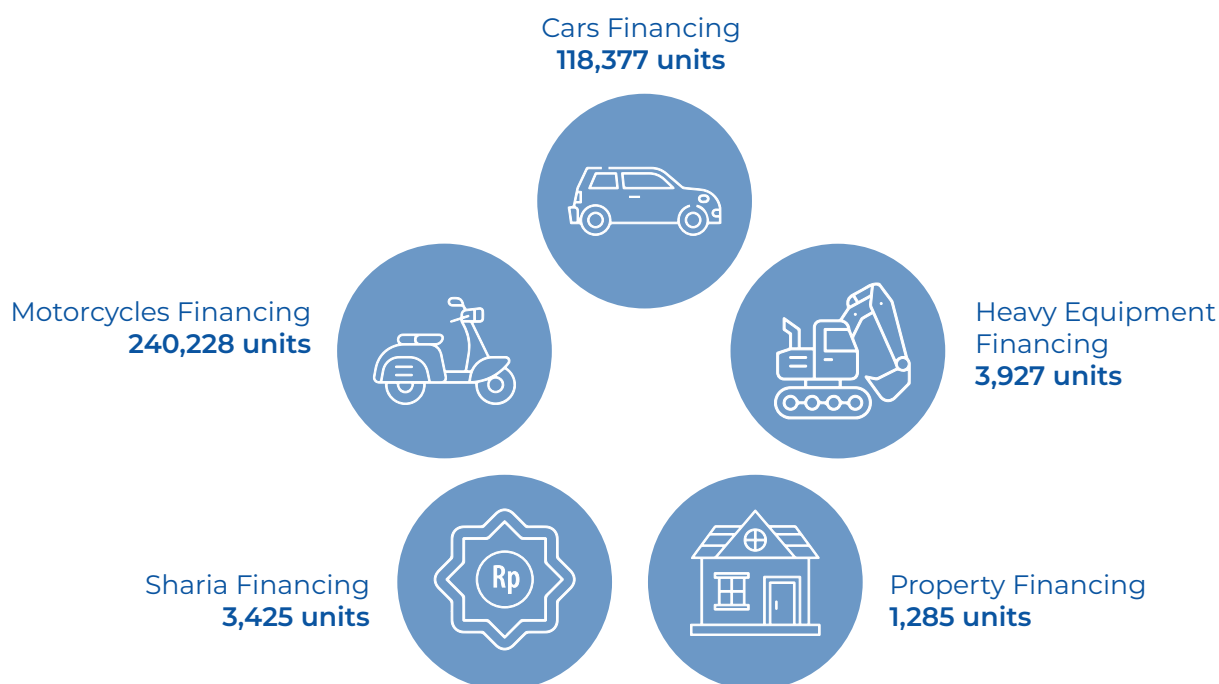 Cars Financing
118,377 units
Motorcycles Financing
240,228 units
Heavy Equipment
Financing
3,927 units
Rp
Sharia Financing
3,425 units
Property Financing
1,285 units